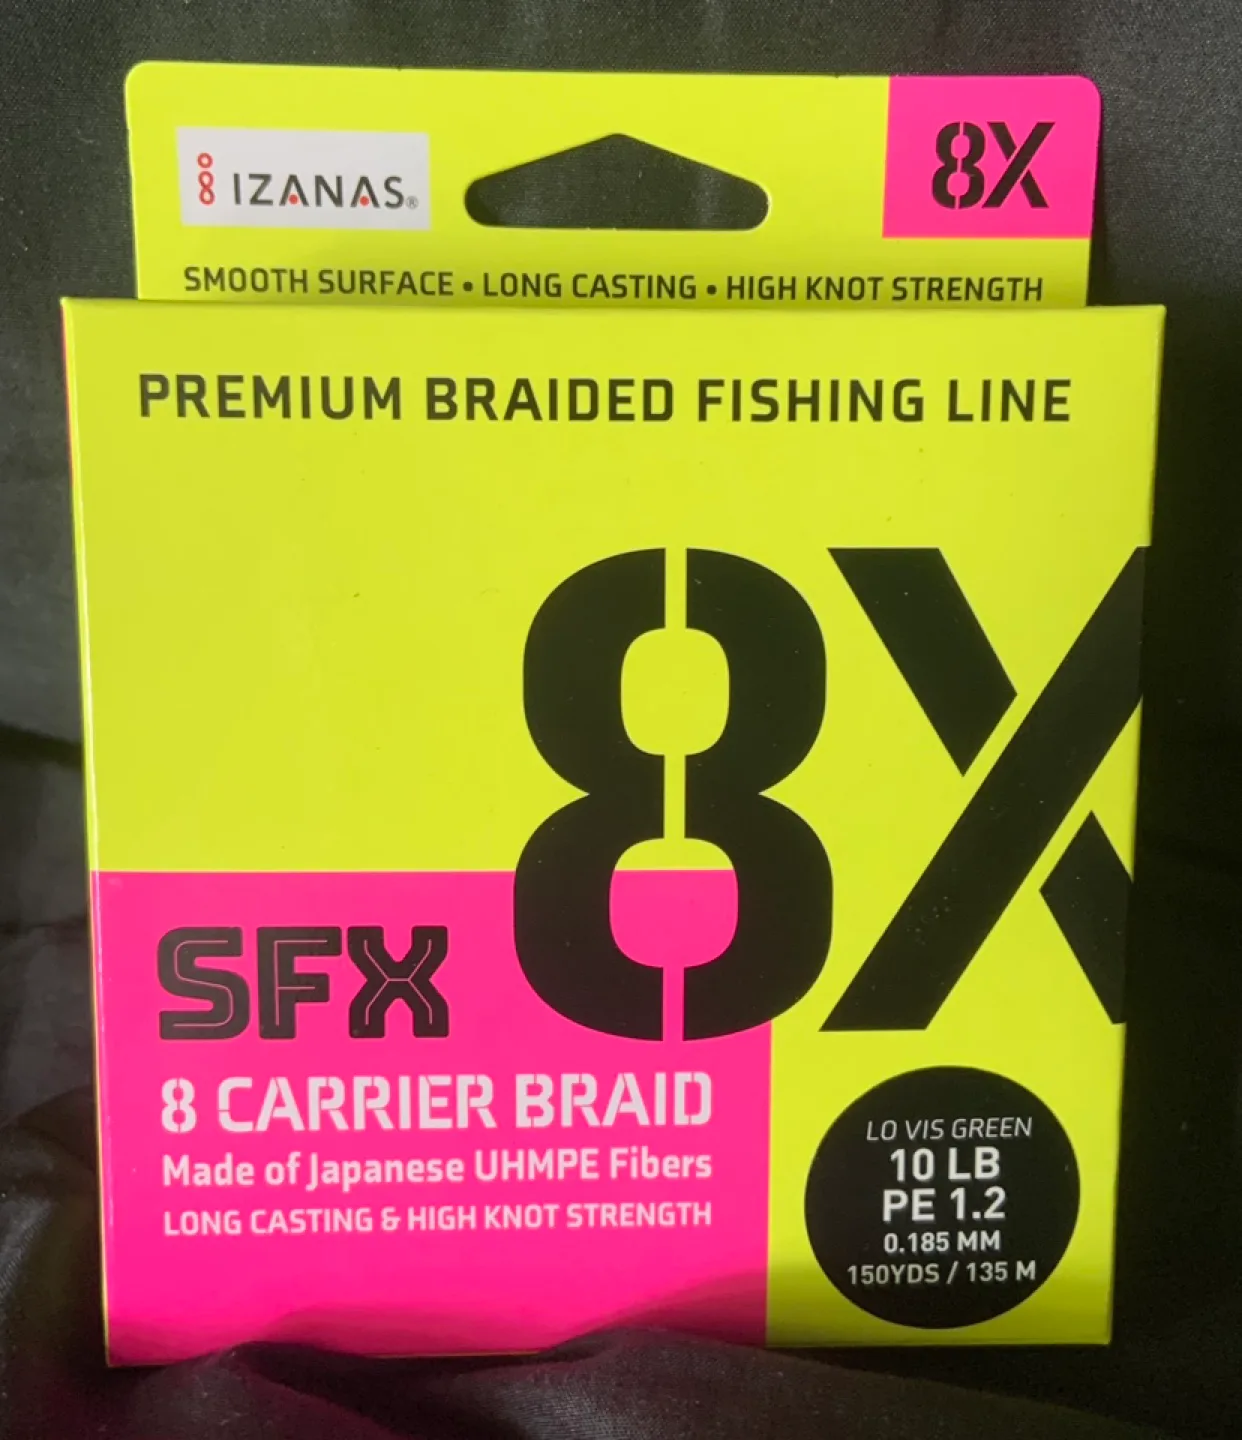 IZANAS®
8X
SMOOTH SURFACE • LONG CASTING • HIGH KNOT STRENGTH
PREMIUM BRAIDED FISHING LINE
8X
SFX
8 CARRIER BRAID
Made of Japanese UHMPE Fibers
LONG CASTING & HIGH KNOT STRENGTH
LO VIS GREEN
10 LB
PE 1.2
0.185 MM
150YDS / 135 M